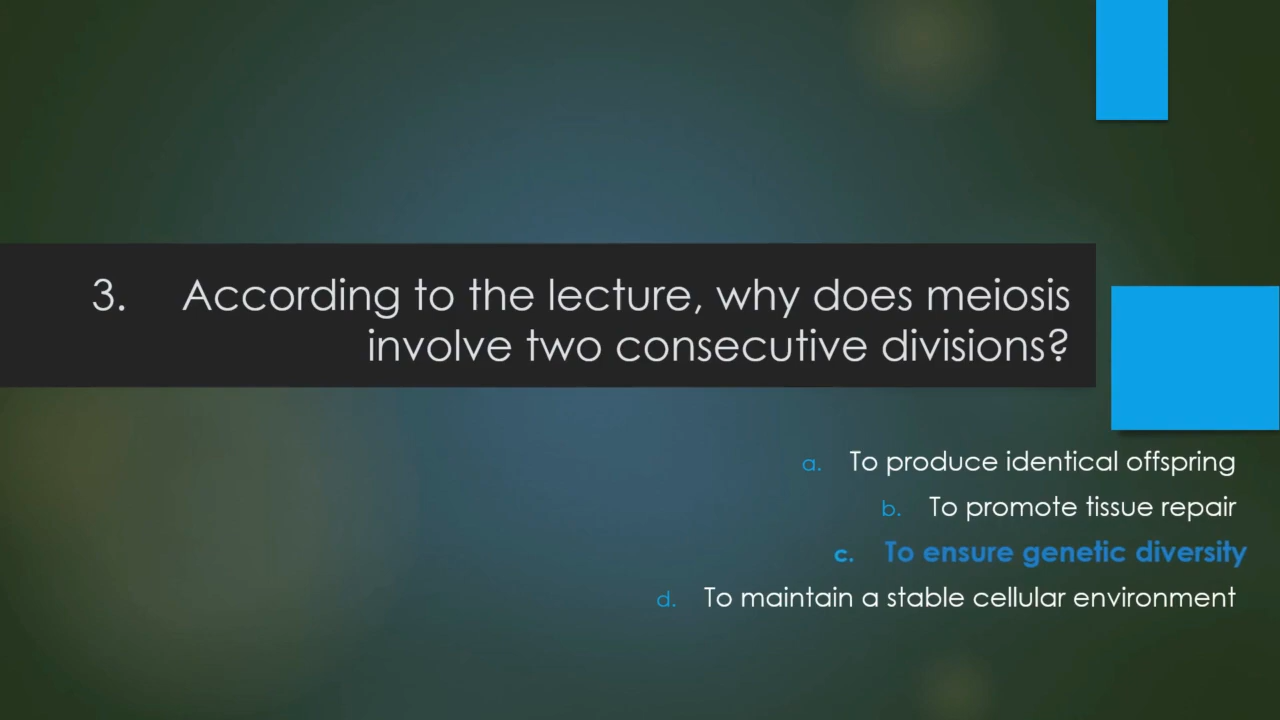 3. According to the lecture, why does meiosis
involve two consecutive divisions?
a. To produce identical offspring
b. To promote tissue repair
c. To ensure genetic diversity
d. To maintain a stable cellular environment